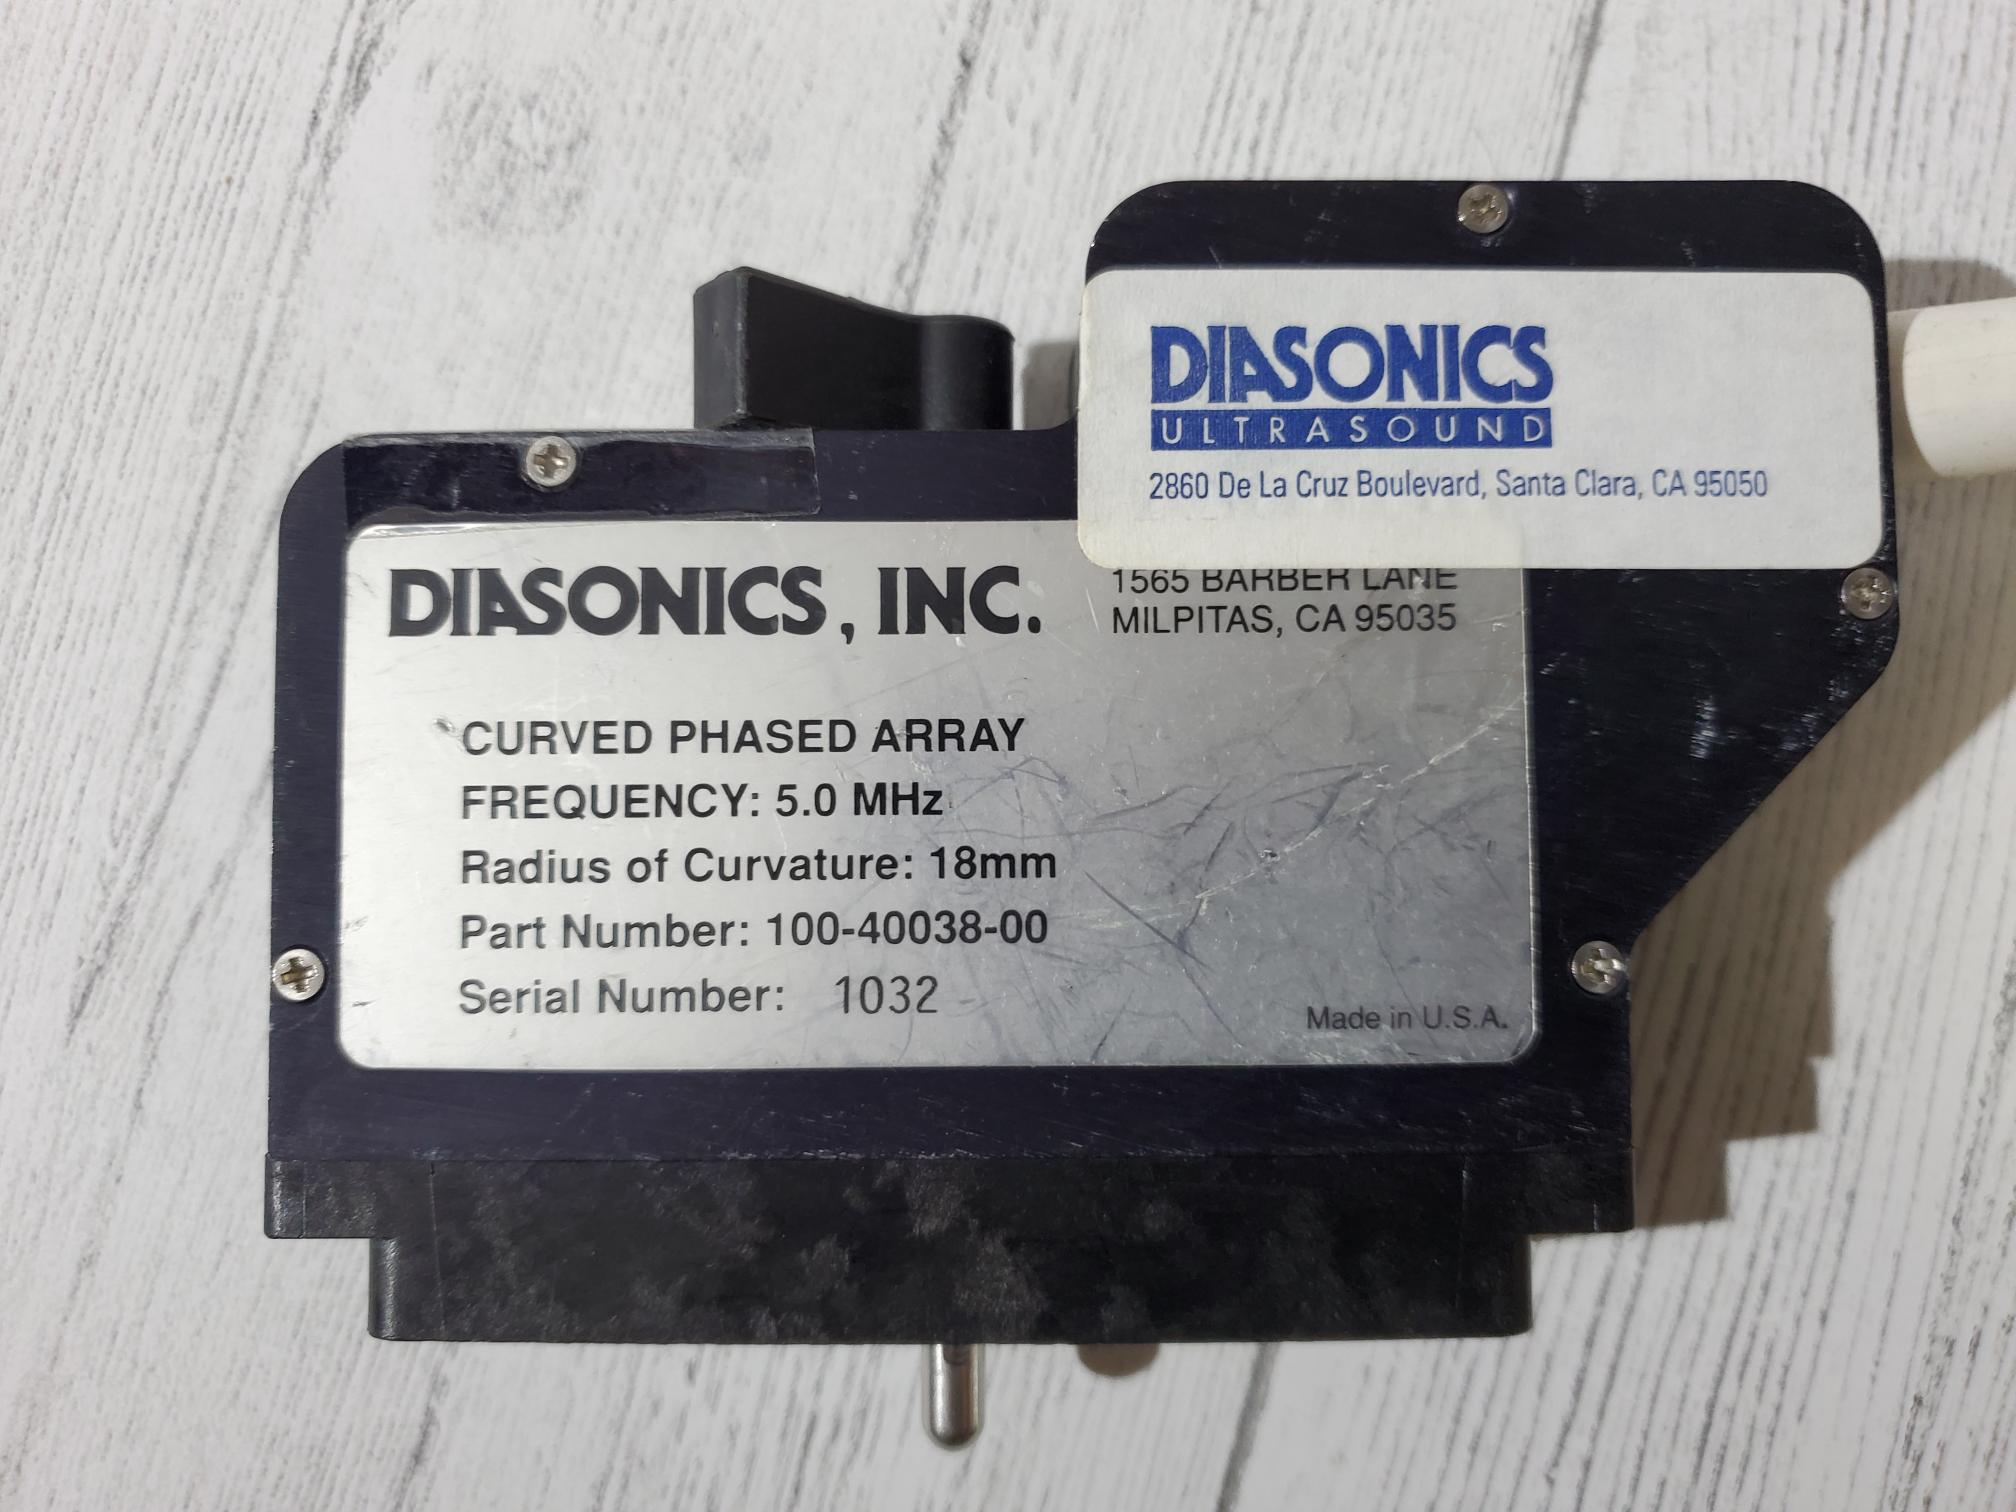 DIASONICS
ULTRASOUND
2860 De La Cruz Boulevard, Santa Clara, CA 95050
DIASONICS, INC.
1565 BARBER LANE
MILPITAS, CA 95035
CURVED PHASED ARRAY
FREQUENCY: 5.0 MHz
Radius of Curvature: 18mm
Part Number: 100-40038-00
Serial Number: 1032
Made in U.S.A.